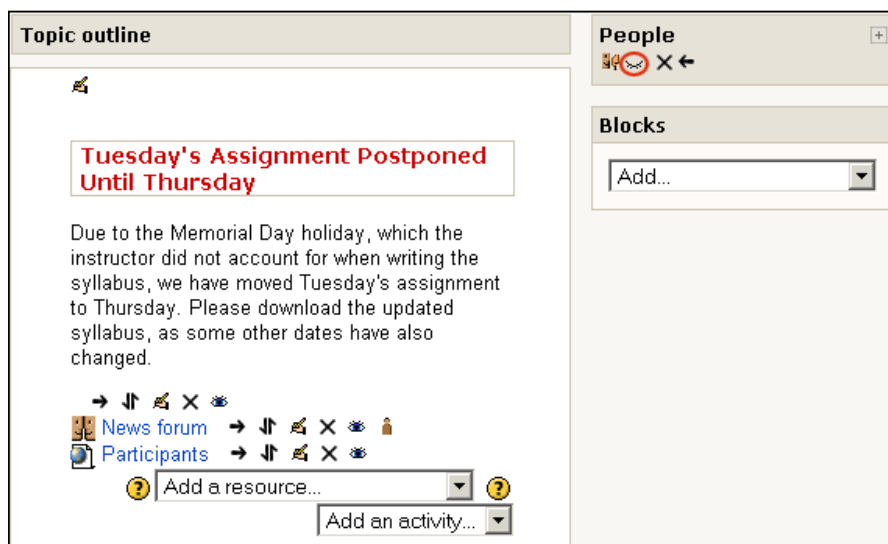 Topic outline
Tuesday's Assignment Postponed
Until Thursday
Due to the Memorial Day holiday, which the
instructor did not account for when writing the
syllabus, we have moved Tuesday's assignment
to Thursday. Please download the updated
syllabus, as some other dates have also
changed.
News forum
Participants
Add a resource...
Add an activity...
People
Blocks
Add...